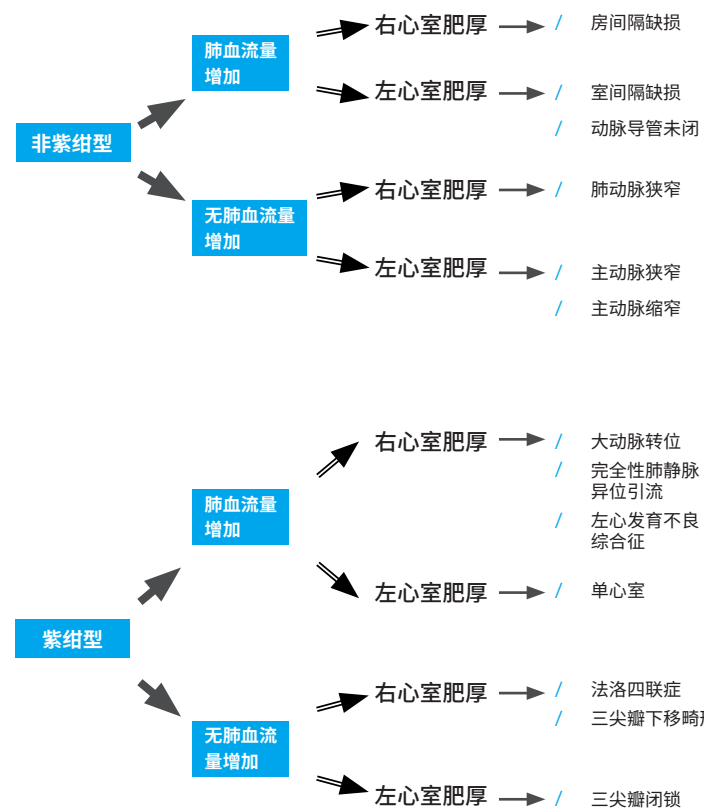 非紫绀型
肺血流量
增加
右心室肥厚
/ 房间隔缺损
左心室肥厚
/ 室间隔缺损
/ 动脉导管未闭
无肺血流量
增加
右心室肥厚
/ 肺动脉狭窄
左心室肥厚
/ 主动脉狭窄
/ 主动脉缩窄
紫绀型
肺血流量
增加
右心室肥厚
/ 大动脉转位
/ 完全性肺静脉
异位引流
/ 左心发育不良
综合征
左心室肥厚
/ 单心室
无肺血流
量增加
右心室肥厚
/ 法洛四联症
/ 三尖瓣下移畸
左心室肥厚
/ 三尖瓣闭锁